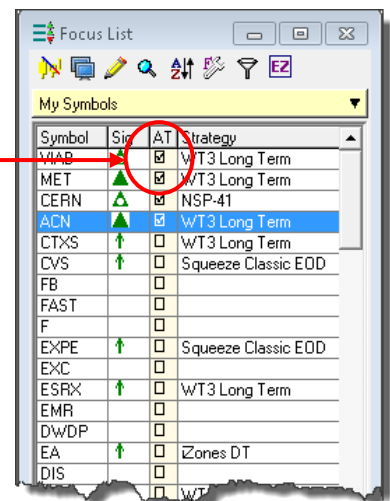 Focus List
EZ
My Symbols
Symbol Sig AT Strategy
VIAB WT3 Long Term
MET WT3 Long Term
CERN NSP-41
ACN WT3 Long Term
CTXS WT3 Long Term
CVS Squeeze Classic EOD
FB
FAST
F
EXPE Squeeze Classic EOD
EXC
ESRX WT3 Long Term
EMR
DWDP
EA iZones DT
DIS